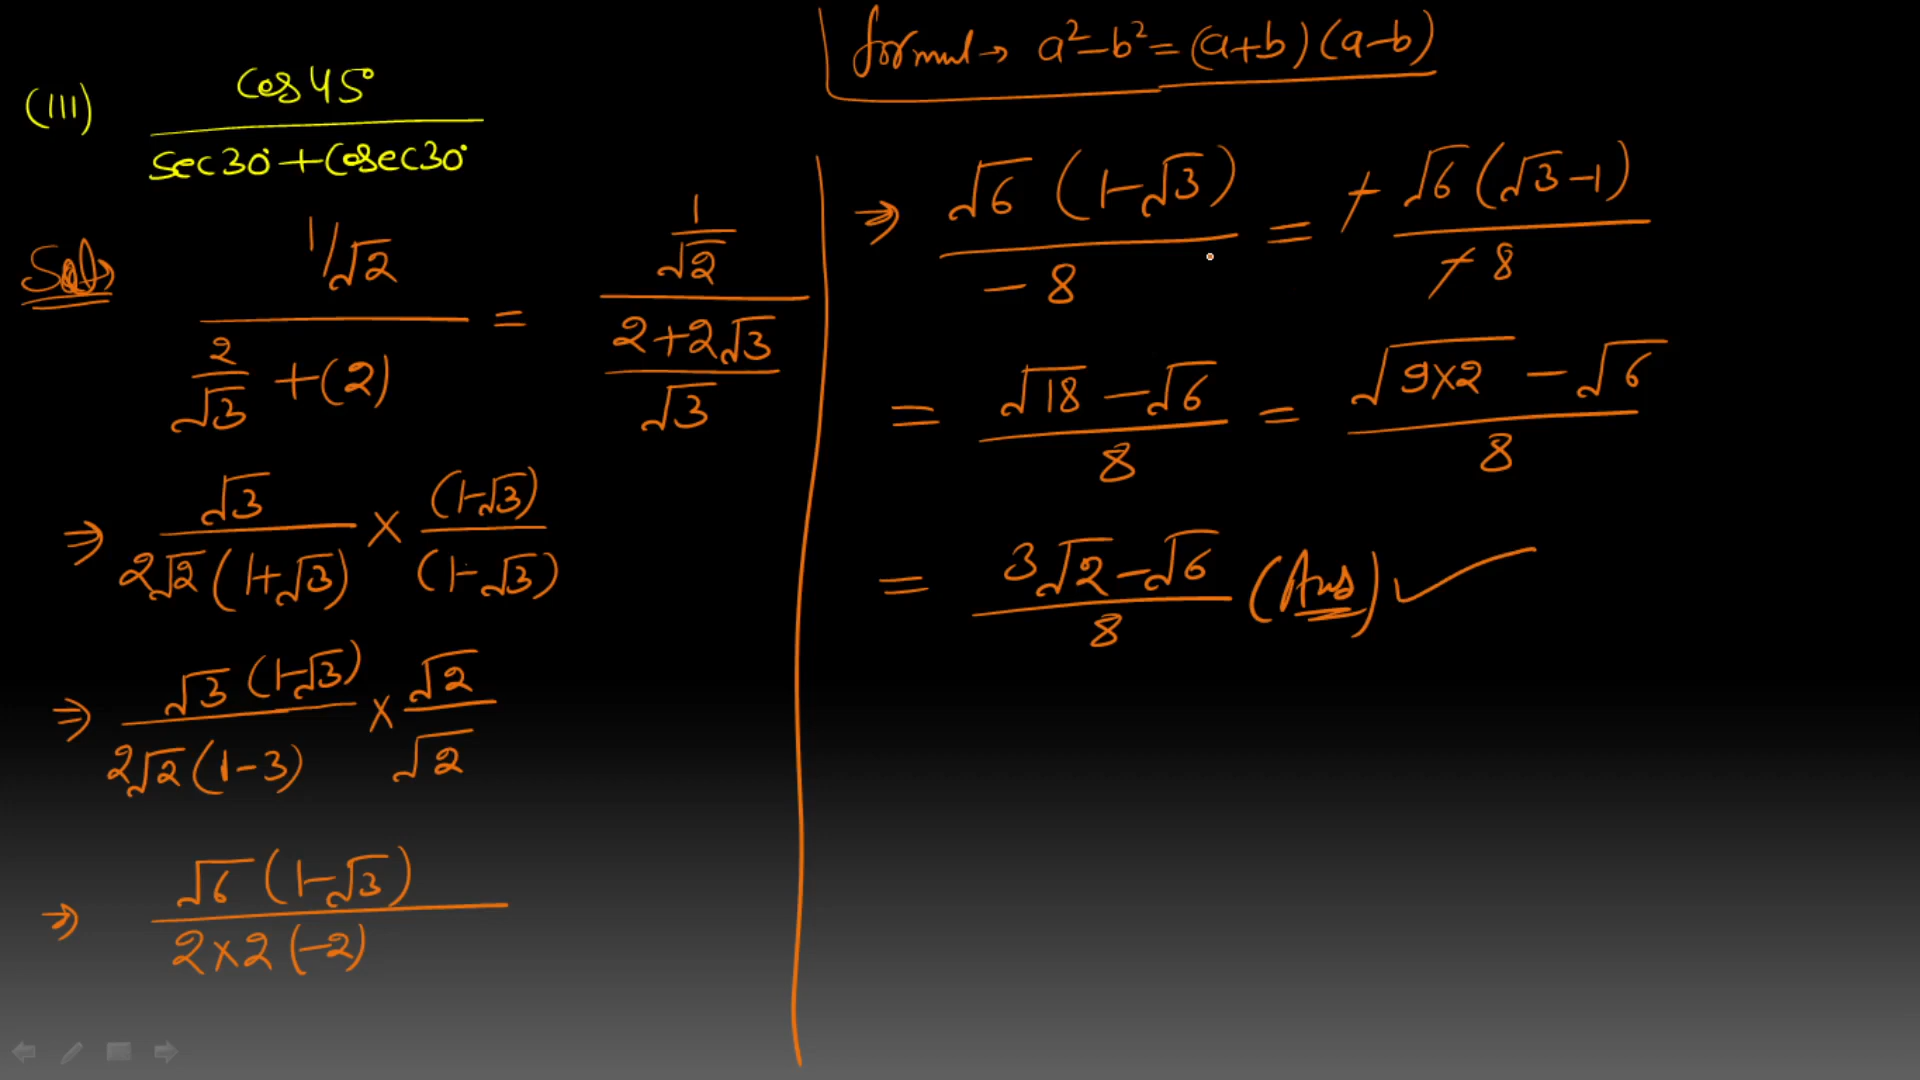 (III) cos 45° / (sec 30° + cosec 30°)
Soln
(1/√2) / (2/√3 + (2)) = (1/√2) / ((2+2√3)/√3)
⇒ √3 / (2√2(1+√3)) × (1-√3) / (1-√3)
⇒ √3(1-√3) / (2√2(1-3)) × √2/√2
⇒ √6(1-√3) / (2×2(-2))
formul → a²-b² = (a+b)(a-b)
⇒ √6(1-√3) / -8 = -√6(√3-1) / -8
= (√18 - √6) / 8 = (√9×2 - √6) / 8
= (3√2 - √6) / 8 (Ans) ✓